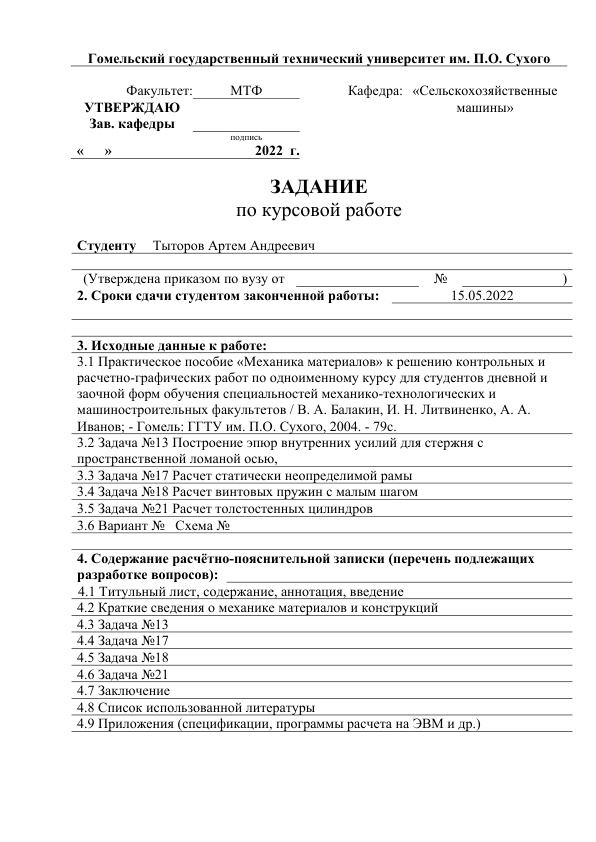 Гомельский государственный технический университет им. П.О. Сухого
Факультет: МТФ Кафедра: «Сельскохозяйственные
УТВЕРЖДАЮ машины»
Зав. кафедры
подпись
« » 2022 г.
ЗАДАНИЕ
по курсовой работе
Студенту Тыторов Артем Андреевич
(Утверждена приказом по вузу от № )
2. Сроки сдачи студентом законченной работы: 15.05.2022
3. Исходные данные к работе:
3.1 Практическое пособие «Механика материалов» к решению контрольных и
расчетно-графических работ по одноименному курсу для студентов дневной и
заочной форм обучения специальностей механико-технологических и
машиностроительных факультетов / В. А. Балакин, И. Н. Литвиненко, А. А.
Иванов; - Гомель: ГГТУ им. П.О. Сухого, 2004. - 79с.
3.2 Задача №13 Построение эпюр внутренних усилий для стержня с
пространственной ломаной осью,
3.3 Задача №17 Расчет статически неопределимой рамы
3.4 Задача №18 Расчет винтовых пружин с малым шагом
3.5 Задача №21 Расчет толстостенных цилиндров
3.6 Вариант № Схема №
4. Содержание расчётно-пояснительной записки (перечень подлежащих
разработке вопросов):
4.1 Титульный лист, содержание, аннотация, введение
4.2 Краткие сведения о механике материалов и конструкций
4.3 Задача №13
4.4 Задача №17
4.5 Задача №18
4.6 Задача №21
4.7 Заключение
4.8 Список использованной литературы
4.9 Приложения (спецификации, программы расчета на ЭВМ и др.)